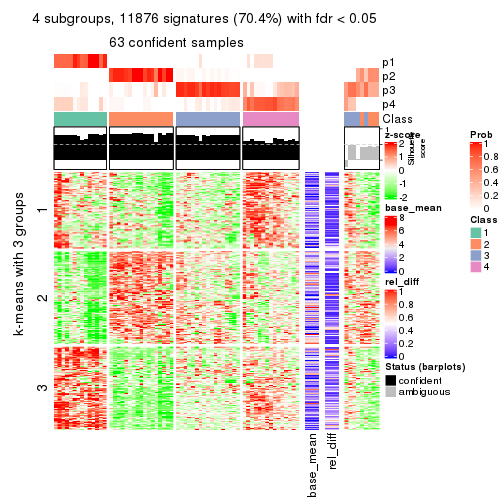 4 subgroups, 11876 signatures (70.4%) with fdr < 0.05
63 confident samples
p1
p2
p3
p4
Class
1
Silhouette score
z-score
2
1
0
-1
-2
Prob
1
0.8
0.6
0.4
0.2
0
base_mean
8
6
4
2
0
Class
1
2
3
4
rel_diff
1
0.8
0.6
0.4
0.2
0
Status (barplots)
confident
ambiguous
k-means with 3 groups
1
2
3
base_mean
rel_diff